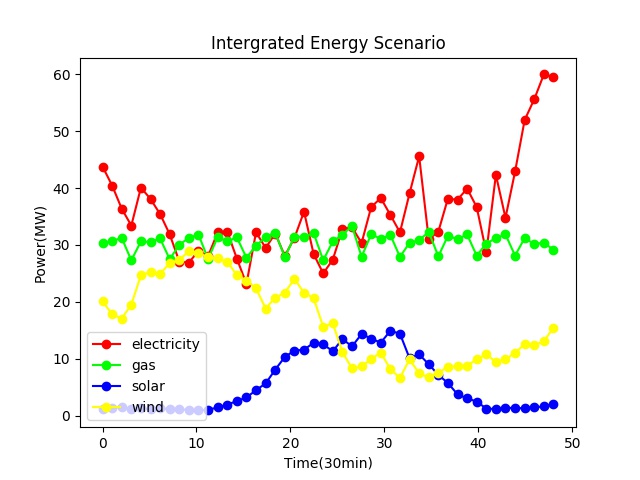 Intergrated Energy Scenario
Power(MW)
60
50
40
30
20
10
0
electricity
gas
solar
wind
0 10 20 30 40 50
Time(30min)